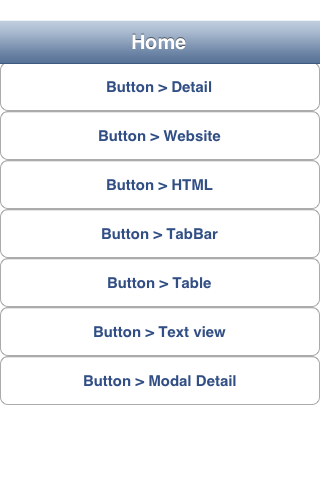 Home
Button > Detail
Button > Website
Button > HTML
Button > TabBar
Button > Table
Button > Text view
Button > Modal Detail